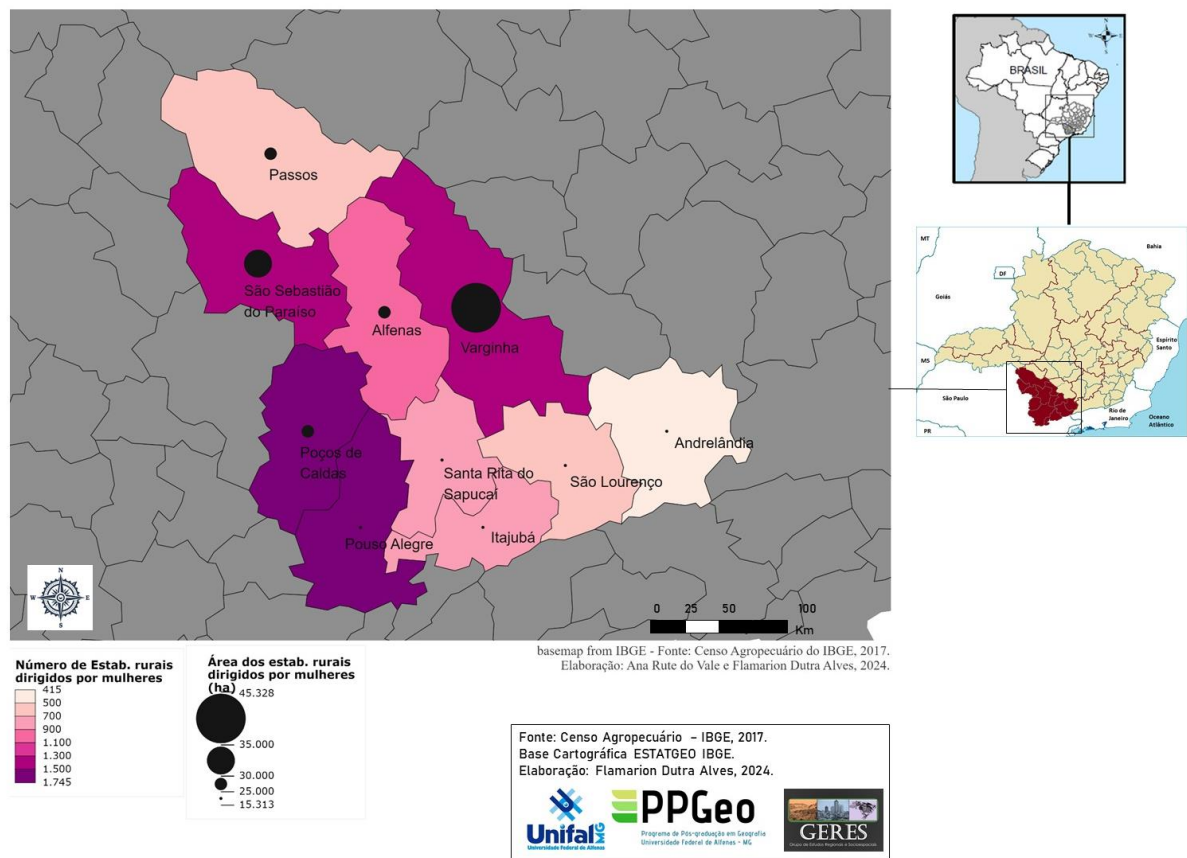 Passos
São Sebastião
do Paraíso
Alfenas
Varginha
Poços de
Caldas
Santa Rita do
Sapucaí
São Lourenço
Andrelândia
Pouso Alegre
Itajubá
N
W
E
S
0 25 50 100
Km
basemap from IBGE - Fonte: Censo Agropecuário do IBGE, 2017.
Elaboração: Ana Rute do Vale e Flamarion Dutra Alves, 2024.
Número de Estab. rurais
dirigidos por mulheres
415
500
700
900
1.100
1.300
1.500
1.745
Área dos estab. rurais
dirigidos por mulheres
(ha)
45.328
35.000
30.000
25.000
15.313
BRASIL
MT
Bahia
DF
Goiás
Espírito
Santo
MS
São Paulo
Rio de
Janeiro
Oceano
Atlântico
PR
Fonte: Censo Agropecuário – IBGE, 2017.
Base Cartográfica ESTATGEO IBGE.
Elaboração: Flamarion Dutra Alves, 2024.
Unifal MG
Universidade Federal de Alfenas
PPGeo
Programa de Pós-graduação em Geografia
Universidade Federal de Alfenas - MG
GERES
Grupo de Estudos Regionais e Socioespaciais